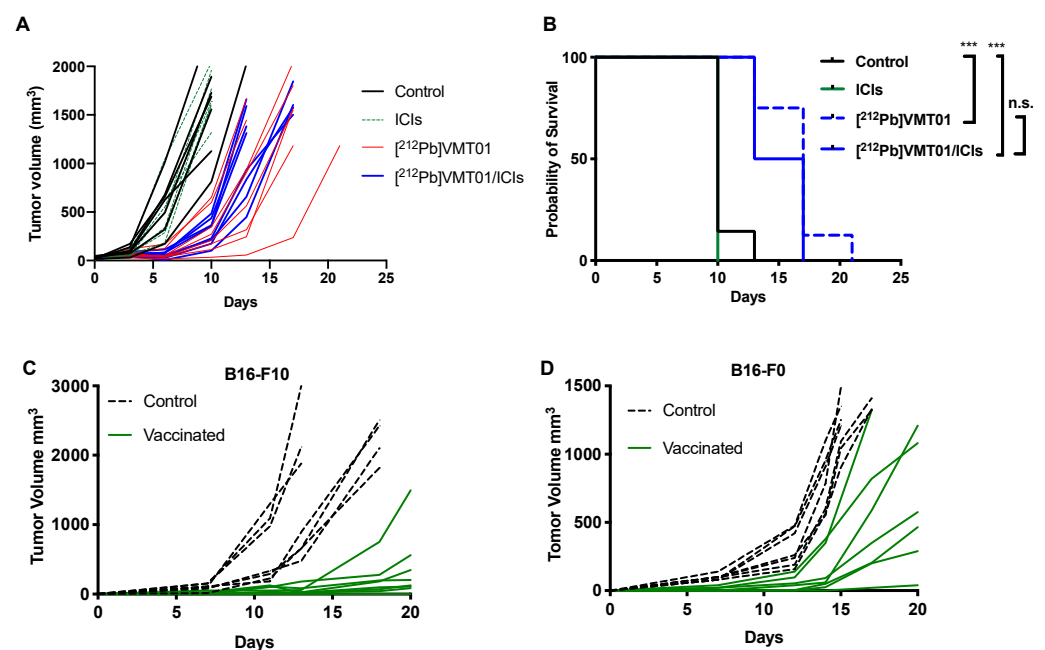 A
Tumor volume (mm³)
2000
1500
1000
500
0
0 5 10 15 20 25
Days
Control
ICIs
[²¹²Pb]VMT01
[²¹²Pb]VMT01/ICIs
B
Probability of Survival
100
50
0
0 5 10 15 20 25
Days
Control
ICIs
[²¹²Pb]VMT01
[²¹²Pb]VMT01/ICIs
*** ***
n.s.
C
B16-F10
Tumor Volume mm³
3000
2000
1000
0
0 5 10 15 20
Days
Control
Vaccinated
D
B16-F0
Tomor Volume mm³
1500
1000
500
0
0 5 10 15 20
Days
Control
Vaccinated